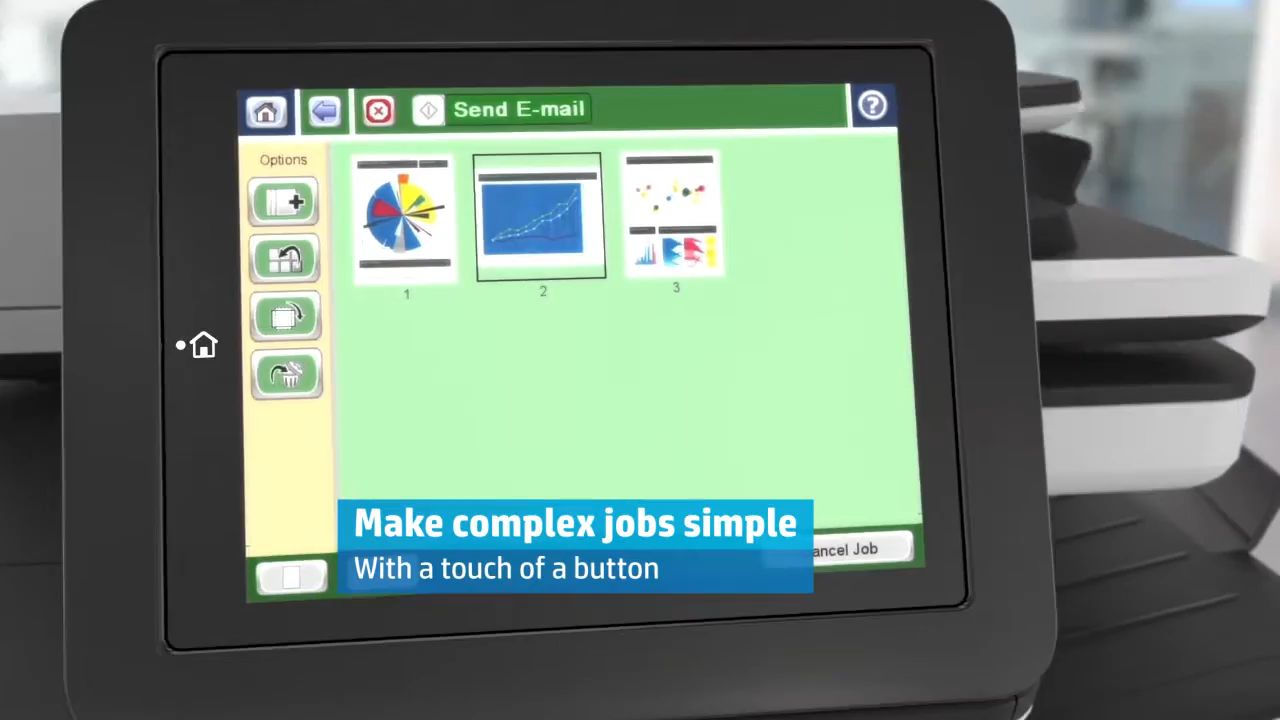 Send E-mail
?
Options
1
2
3
Make complex jobs simple
With a touch of a button
ancel Job